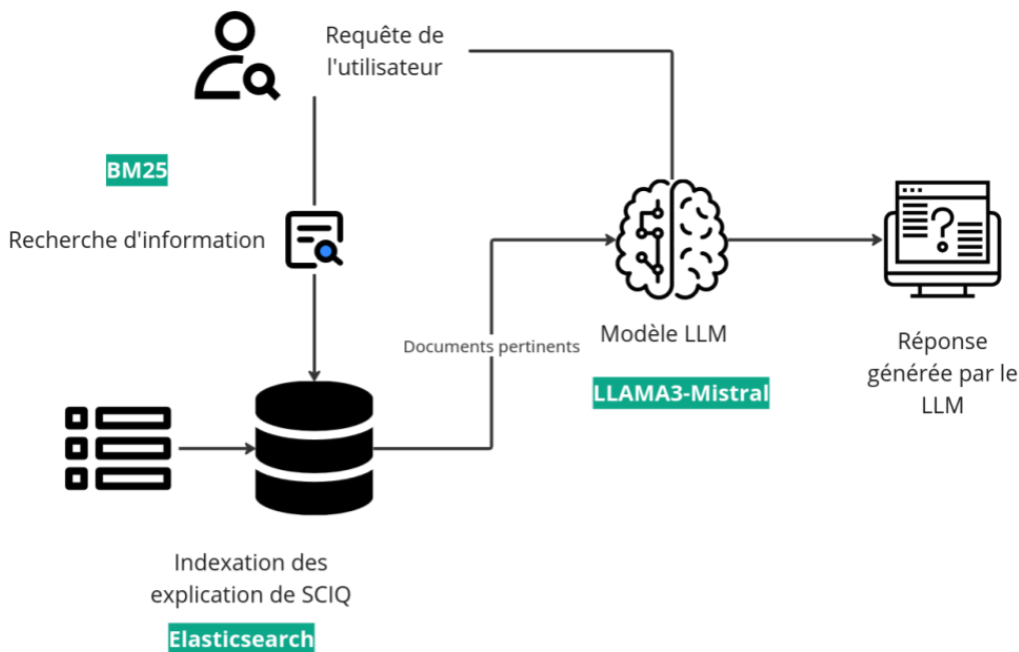 Requête de
l'utilisateur
BM25
Recherche d'information
Documents pertinents
Modèle LLM
LLAMA3-Mistral
Réponse
générée par le
LLM
Indexation des
explication de SCIQ
Elasticsearch